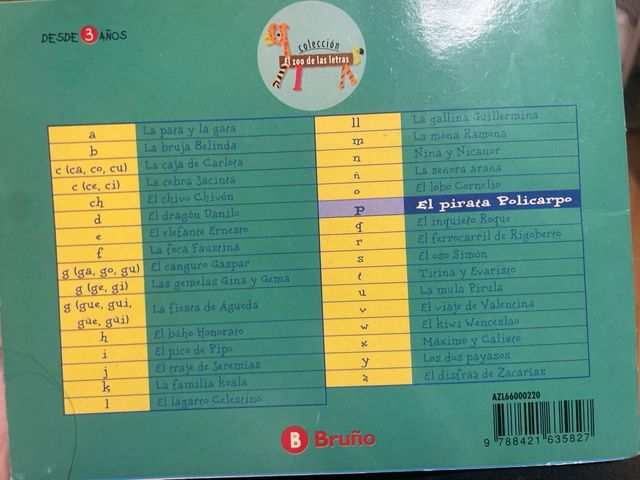 DESDE 3 AÑOS
colección
El zoo de las letras
a La pata y la gata
b La bruja Belinda
c (ca, co, cu) La caja de Carlota
c (ce, ci) La cebra Jacinta
ch El chivo Chivón
d El dragón Danilo
e El elefante Ernesto
f La foca Faustina
g (ga, go, gu) El canguro Gaspar
g (ge, gi) Las gemelas Gina y Gema
g (gue, gui,
güe, güi) La fiesta de Águeda
h El búho Honorato
i El pico de Pipo
j El traje de Jeremías
k La familia koala
l El lagarto Celestino
ll La gallina Guillermina
m La mona Ramona
n Nina y Nicanor
ñ La señora araña
o El lobo Cornelio
p El pirata Policarpo
q El inquieto Roque
r El ferrocarril de Rigoberto
s El oso Simón
t Titina y Evaristo
u La mula Pirula
v El viaje de Valentina
w El kiwi Wenceslao
x Máximo y Calixto
y Los dos payasos
z El disfraz de Zacarías
B Bruño
AZL66000220
9 788421 635827